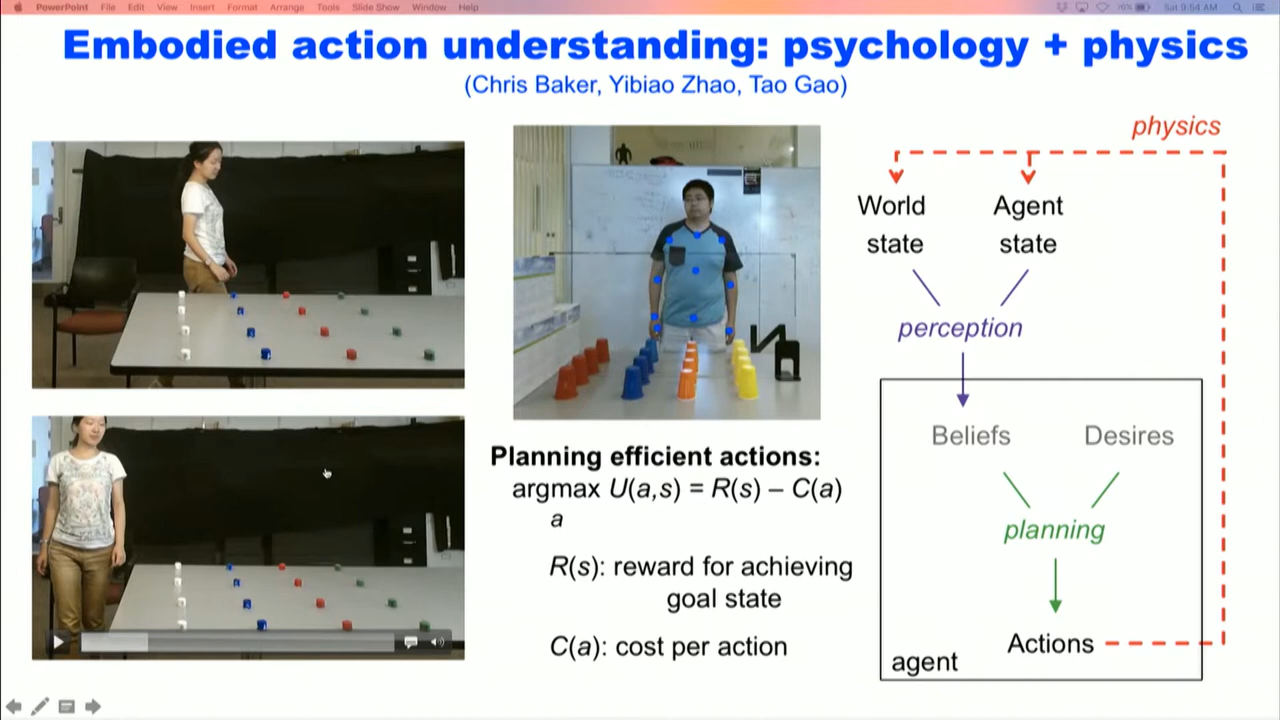 PowerPoint File Edit View Insert Format Arrange Tools Slide Show Window Help
Sat 9:54 AM
Embodied action understanding: psychology + physics
(Chris Baker, Yibiao Zhao, Tao Gao)
physics
World state
Agent state
perception
Beliefs
Desires
planning
Actions
agent
Planning efficient actions:
argmax U(a,s) = R(s) – C(a)
a
R(s): reward for achieving
goal state
C(a): cost per action